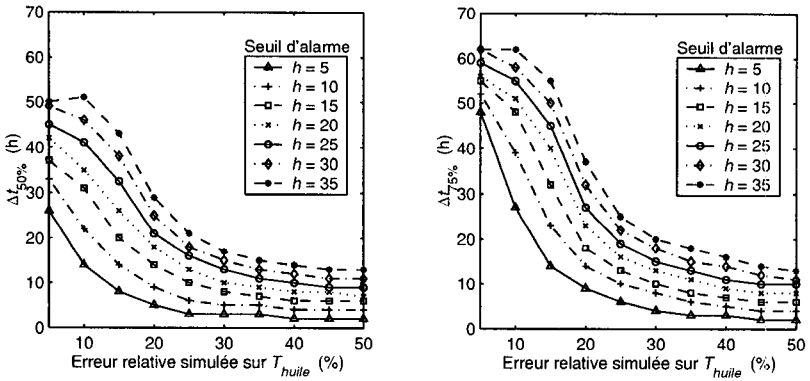 70
60
50
40
30
20
10
0
Δt50% (h)
Seuil d'alarme
h = 5
h = 10
h = 15
h = 20
h = 25
h = 30
h = 35
10 20 30 40 50
Erreur relative simulée sur Thuile (%)
70
60
50
40
30
20
10
0
Δt75% (h)
Seuil d'alarme
h = 5
h = 10
h = 15
h = 20
h = 25
h = 30
h = 35
10 20 30 40 50
Erreur relative simulée sur Thuile (%)